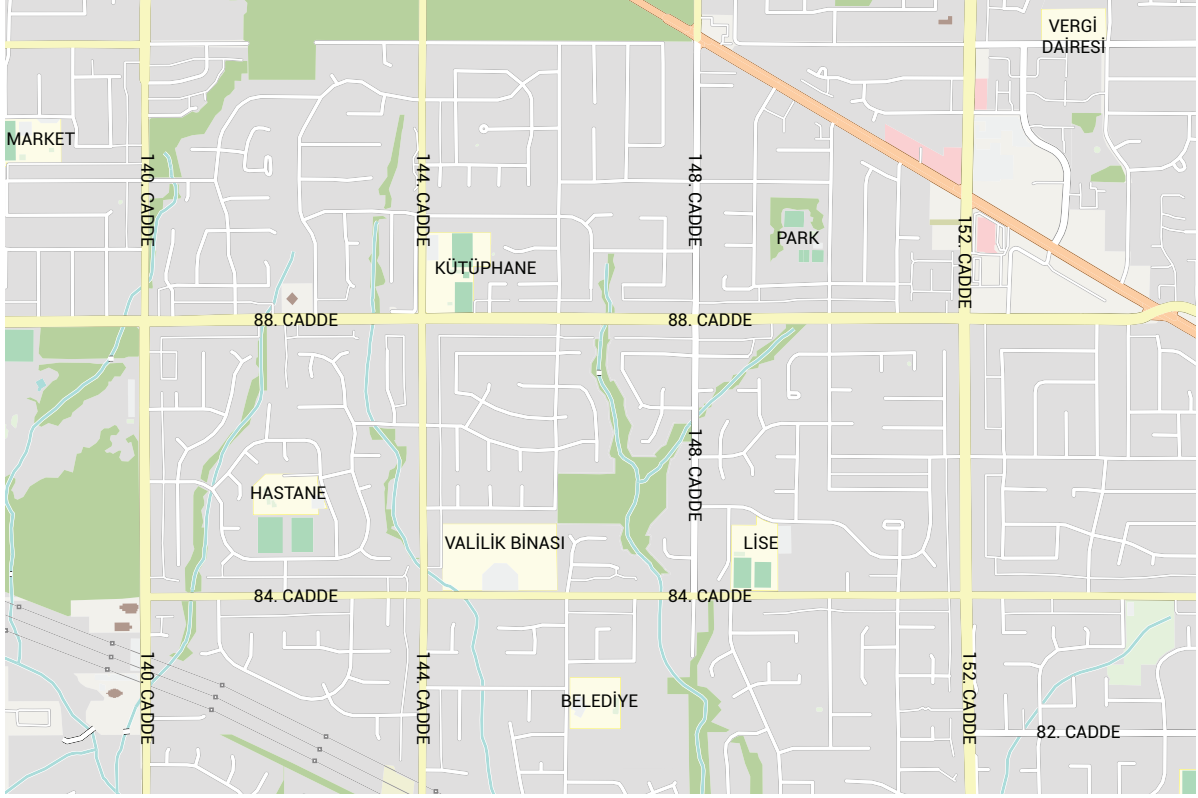 VERGİ
DAİRESİ
MARKET
140. CADDE
144. CADDE
148. CADDE
152. CADDE
PARK
KÜTÜPHANE
88. CADDE
88. CADDE
148. CADDE
HASTANE
VALİLİK BİNASI
LİSE
84. CADDE
84. CADDE
140. CADDE
144. CADDE
152. CADDE
BELEDİYE
82. CADDE